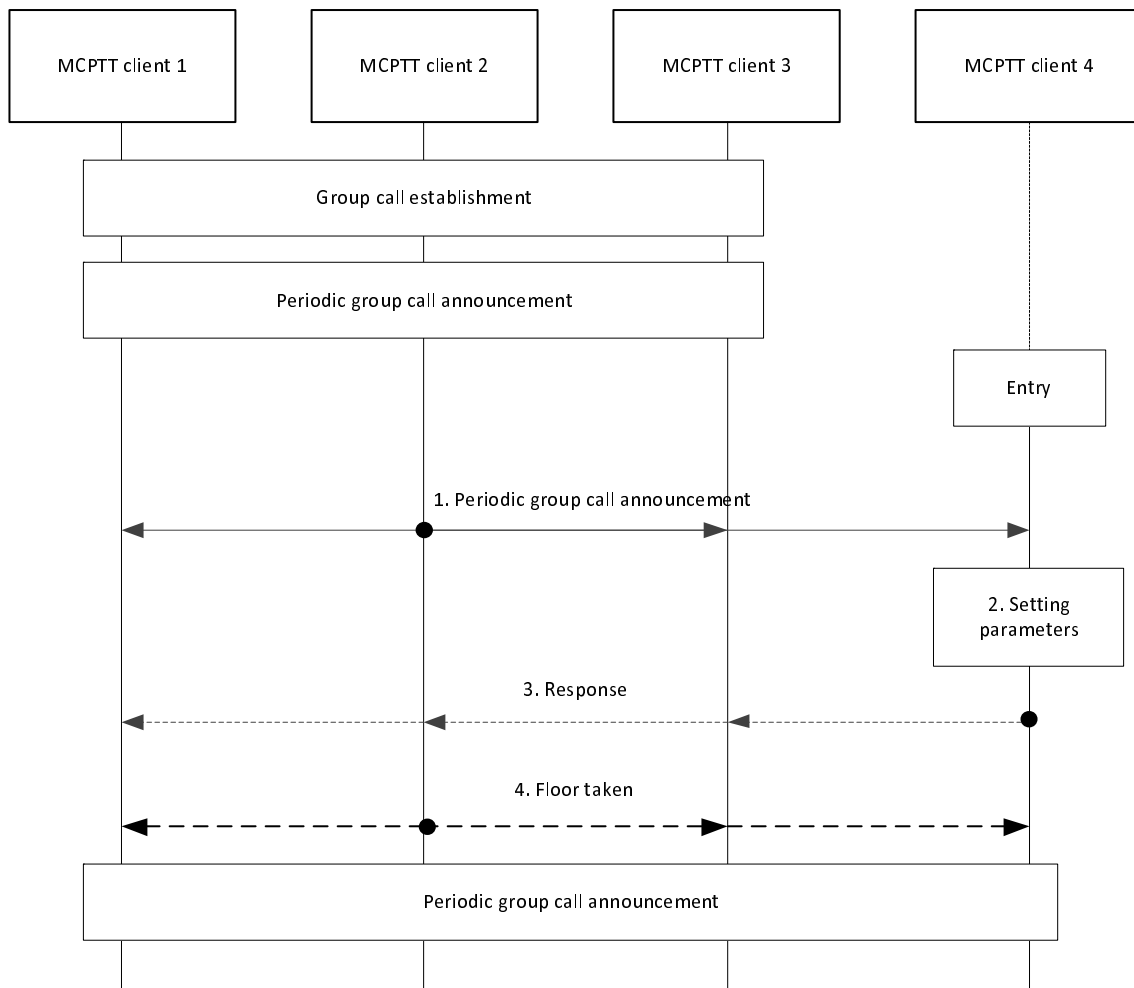 MCPTT client 1
MCPTT client 2
MCPTT client 3
MCPTT client 4
Group call establishment
Periodic group call announcement
Entry
1. Periodic group call announcement
2. Setting
parameters
3. Response
4. Floor taken
Periodic group call announcement